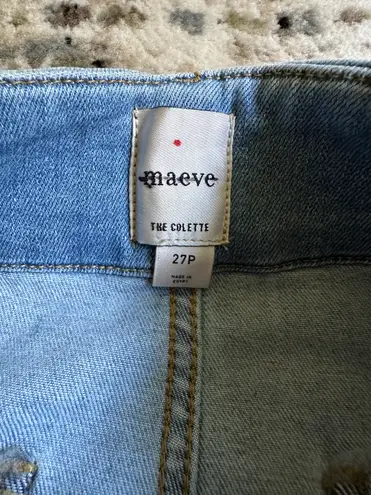 maeve
THE COLETTE
27P
MADE IN
EGYPT